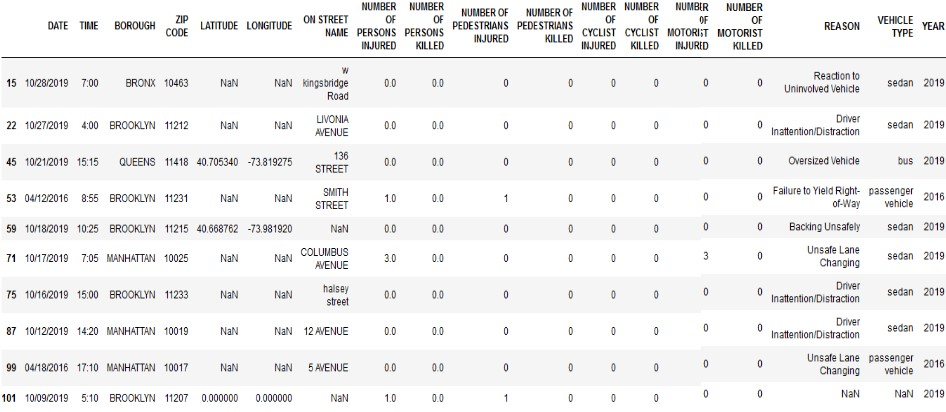 DATE TIME BOROUGH ZIP CODE LATITUDE LONGITUDE ON STREET NAME NUMBER OF PERSONS INJURED NUMBER OF PERSONS KILLED NUMBER OF PEDESTRIANS INJURED NUMBER OF PEDESTRIANS KILLED NUMBER OF CYCLIST INJURED NUMBER OF CYCLIST KILLED NUMBER OF MOTORIST INJURED NUMBER OF MOTORIST KILLED REASON VEHICLE TYPE YEAR
15 10/28/2019 7:00 BRONX 10463 NaN NaN w kingsbridge Road 0.0 0.0 0 0 0 0 0 0 Reaction to Uninvolved Vehicle sedan 2019
22 10/27/2019 4:00 BROOKLYN 11212 NaN NaN LIVONIA AVENUE 0.0 0.0 0 0 0 0 0 0 Driver Inattention/Distraction sedan 2019
45 10/21/2019 15:15 QUEENS 11418 40.705340 -73.819275 136 STREET 0.0 0.0 0 0 0 0 0 0 Oversized Vehicle bus 2019
53 04/12/2016 8:55 BROOKLYN 11231 NaN NaN SMITH STREET 1.0 0.0 1 0 0 0 0 0 Failure to Yield Right-of-Way passenger vehicle 2016
59 10/18/2019 10:25 BROOKLYN 11215 40.668762 -73.981920 NaN 0.0 0.0 0 0 0 0 0 0 Backing Unsafely sedan 2019
71 10/17/2019 7:05 MANHATTAN 10025 NaN NaN COLUMBUS AVENUE 3.0 0.0 0 0 0 0 3 0 Unsafe Lane Changing sedan 2019
75 10/16/2019 15:00 BROOKLYN 11233 NaN NaN halsey street 0.0 0.0 0 0 0 0 0 0 Driver Inattention/Distraction sedan 2019
87 10/12/2019 14:20 MANHATTAN 10019 NaN NaN 12 AVENUE 0.0 0.0 0 0 0 0 0 0 Driver Inattention/Distraction sedan 2019
99 04/18/2016 17:10 MANHATTAN 10017 NaN NaN 5 AVENUE 0.0 0.0 0 0 0 0 0 0 Unsafe Lane Changing passenger vehicle 2016
101 10/09/2019 5:10 BROOKLYN 11207 0.000000 0.000000 NaN 1.0 0.0 1 0 0 0 0 0 NaN NaN 2019